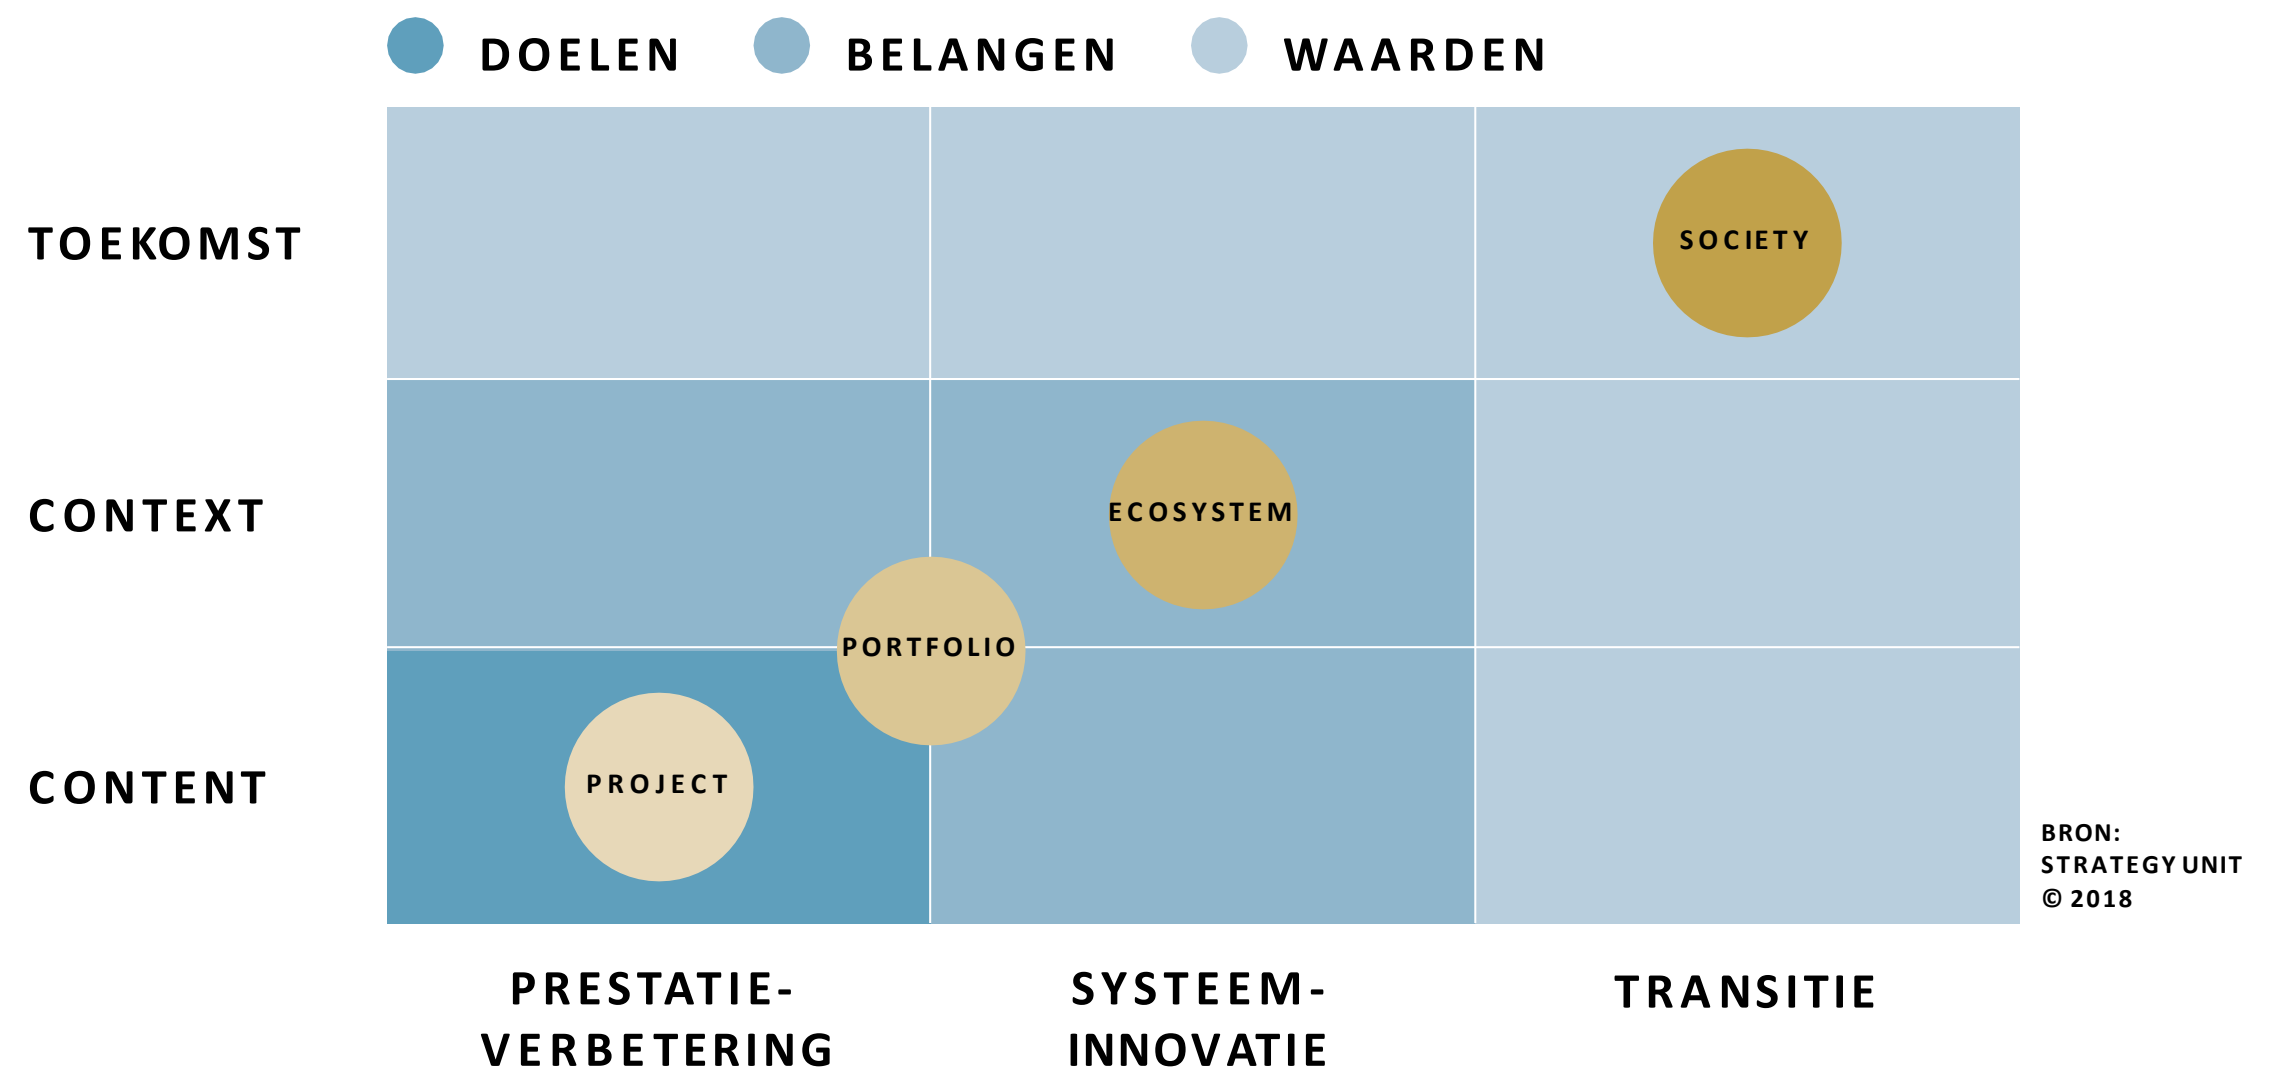 DOELEN BELANGEN WAARDEN
TOEKOMST
SOCIETY
CONTEXT
ECOSYSTEM
PORTFOLIO
CONTENT
PROJECT
BRON:
STRATEGY UNIT
© 2018
PRESTATIE-
VERBETERING
SYSTEEM-
INNOVATIE
TRANSITIE